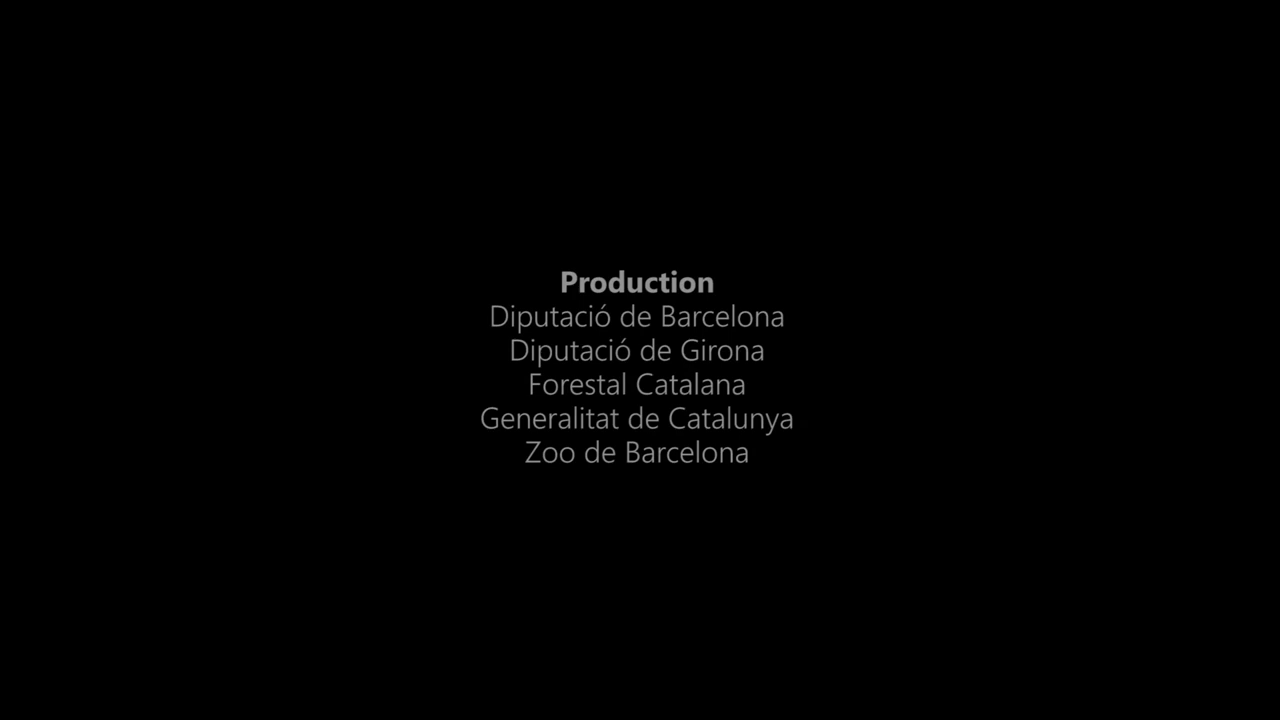 Production
Diputació de Barcelona
Diputació de Girona
Forestal Catalana
Generalitat de Catalunya
Zoo de Barcelona